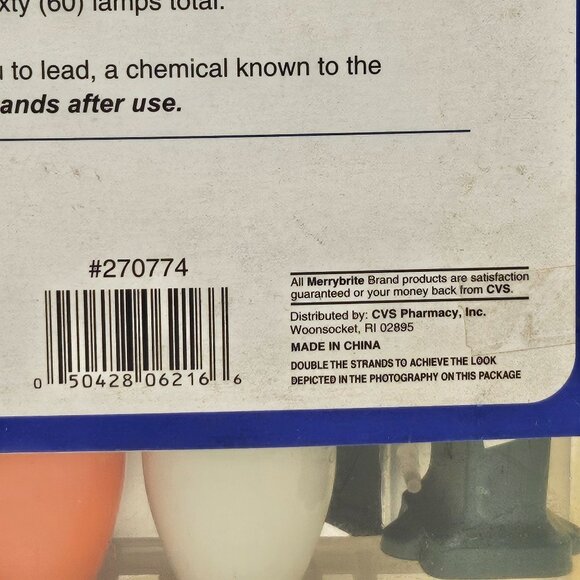 (60) lamps total.
to lead, a chemical known to the
after use.
#270774
0 50428 06216 6
All Merrybrite Brand products are satisfaction
guaranteed or your money back from CVS.
Distributed by: CVS Pharmacy, Inc.
Woonsocket, RI 02895
MADE IN CHINA
DOUBLE THE STRANDS TO ACHIEVE THE LOOK
DEPICTED IN THE PHOTOGRAPHY ON THIS PACKAGE